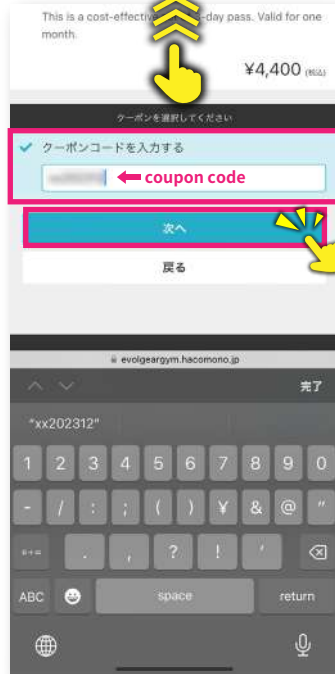 This is a cost-effective -day pass. Valid for one
month.
¥4,400 (税込)
クーポンを選択してください
クーポンコードを入力する
coupon code
次へ
戻る
evolgeargym.hacomono.jp
完了
"xx202312"
1 2 3 4 5 6 7 8 9 0
- / : ; ( ) ¥ & @ "
#+= . , ? ! '
ABC space return